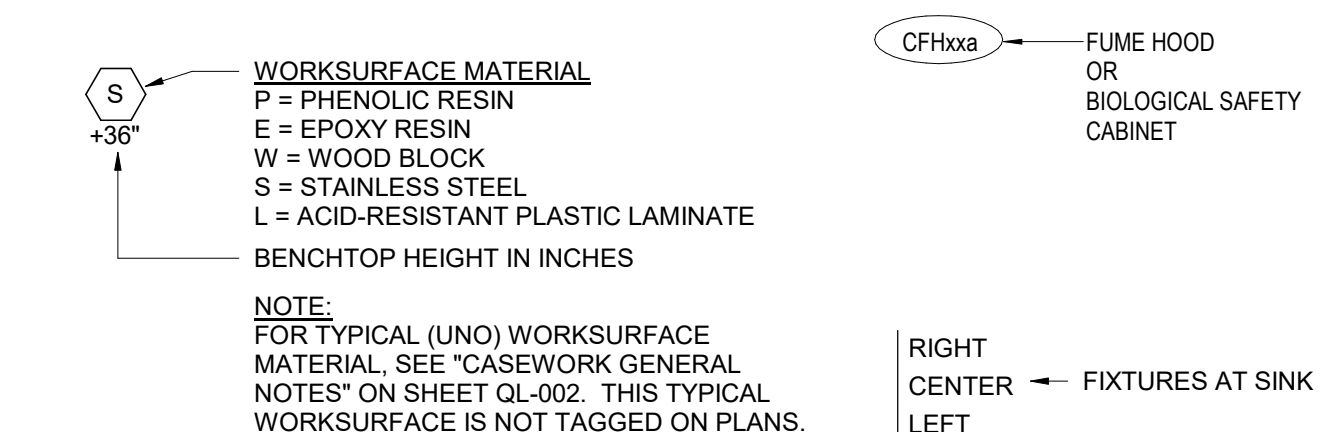 S
+36"
WORKSURFACE MATERIAL
P = PHENOLIC RESIN
E = EPOXY RESIN
W = WOOD BLOCK
S = STAINLESS STEEL
L = ACID-RESISTANT PLASTIC LAMINATE
BENCHTOP HEIGHT IN INCHES
NOTE:
FOR TYPICAL (UNO) WORKSURFACE
MATERIAL, SEE "CASEWORK GENERAL
NOTES" ON SHEET QL-002. THIS TYPICAL
WORKSURFACE IS NOT TAGGED ON PLANS.
CFHxxa
FUME HOOD
OR
BIOLOGICAL SAFETY
CABINET
RIGHT
CENTER
LEFT
FIXTURES AT SINK